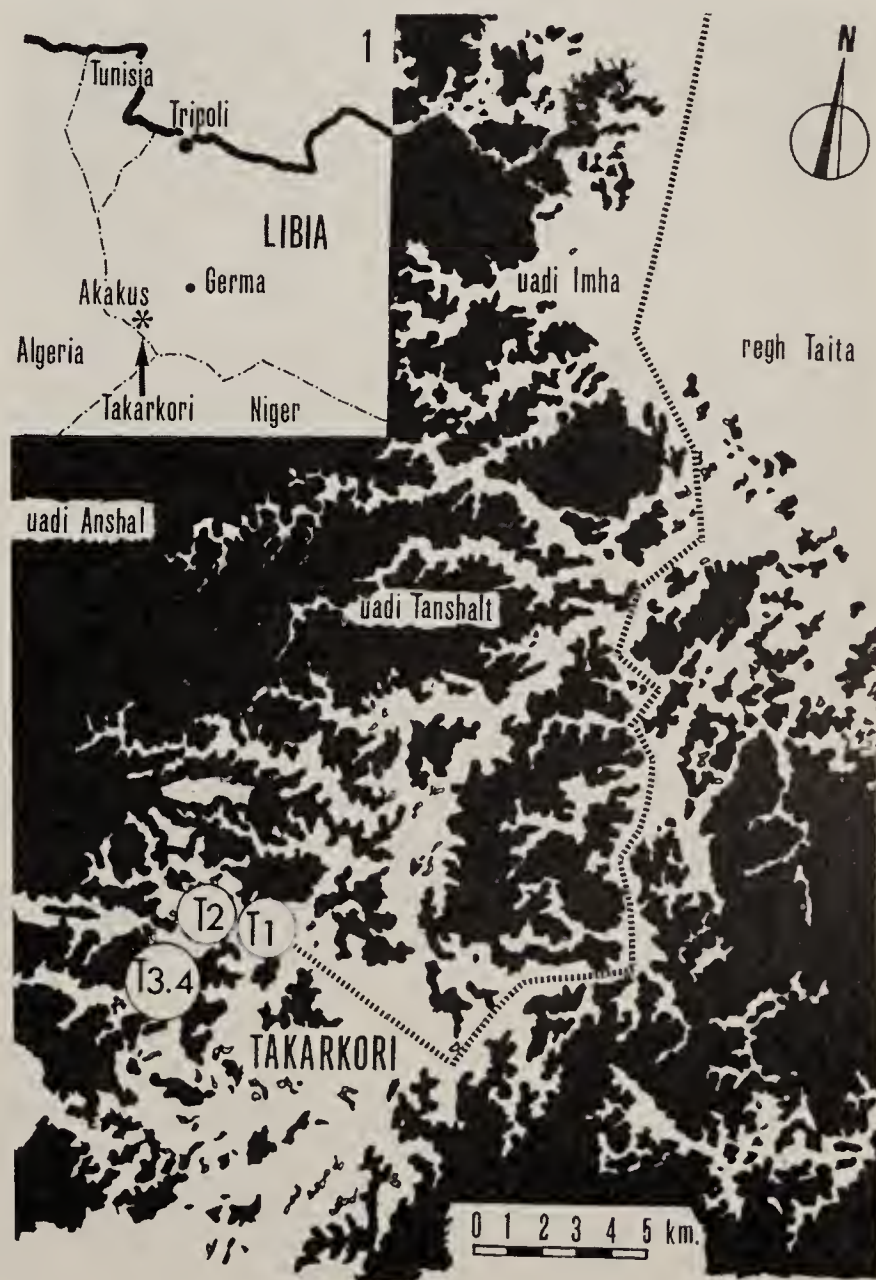 1
Tunisia
Tripoli
LIBIA
Germa
Akakus
Algeria
Takarkori
Niger
N
uadi Imha
regh Taita
uadi Anshal
uadi Tanshalt
T2
T1
T3.4
TAKARKORI
0 1 2 3 4 5 km.